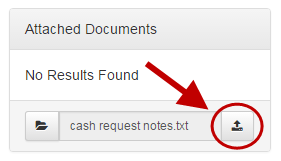 Attached Documents
No Results Found
cash request notes.txt